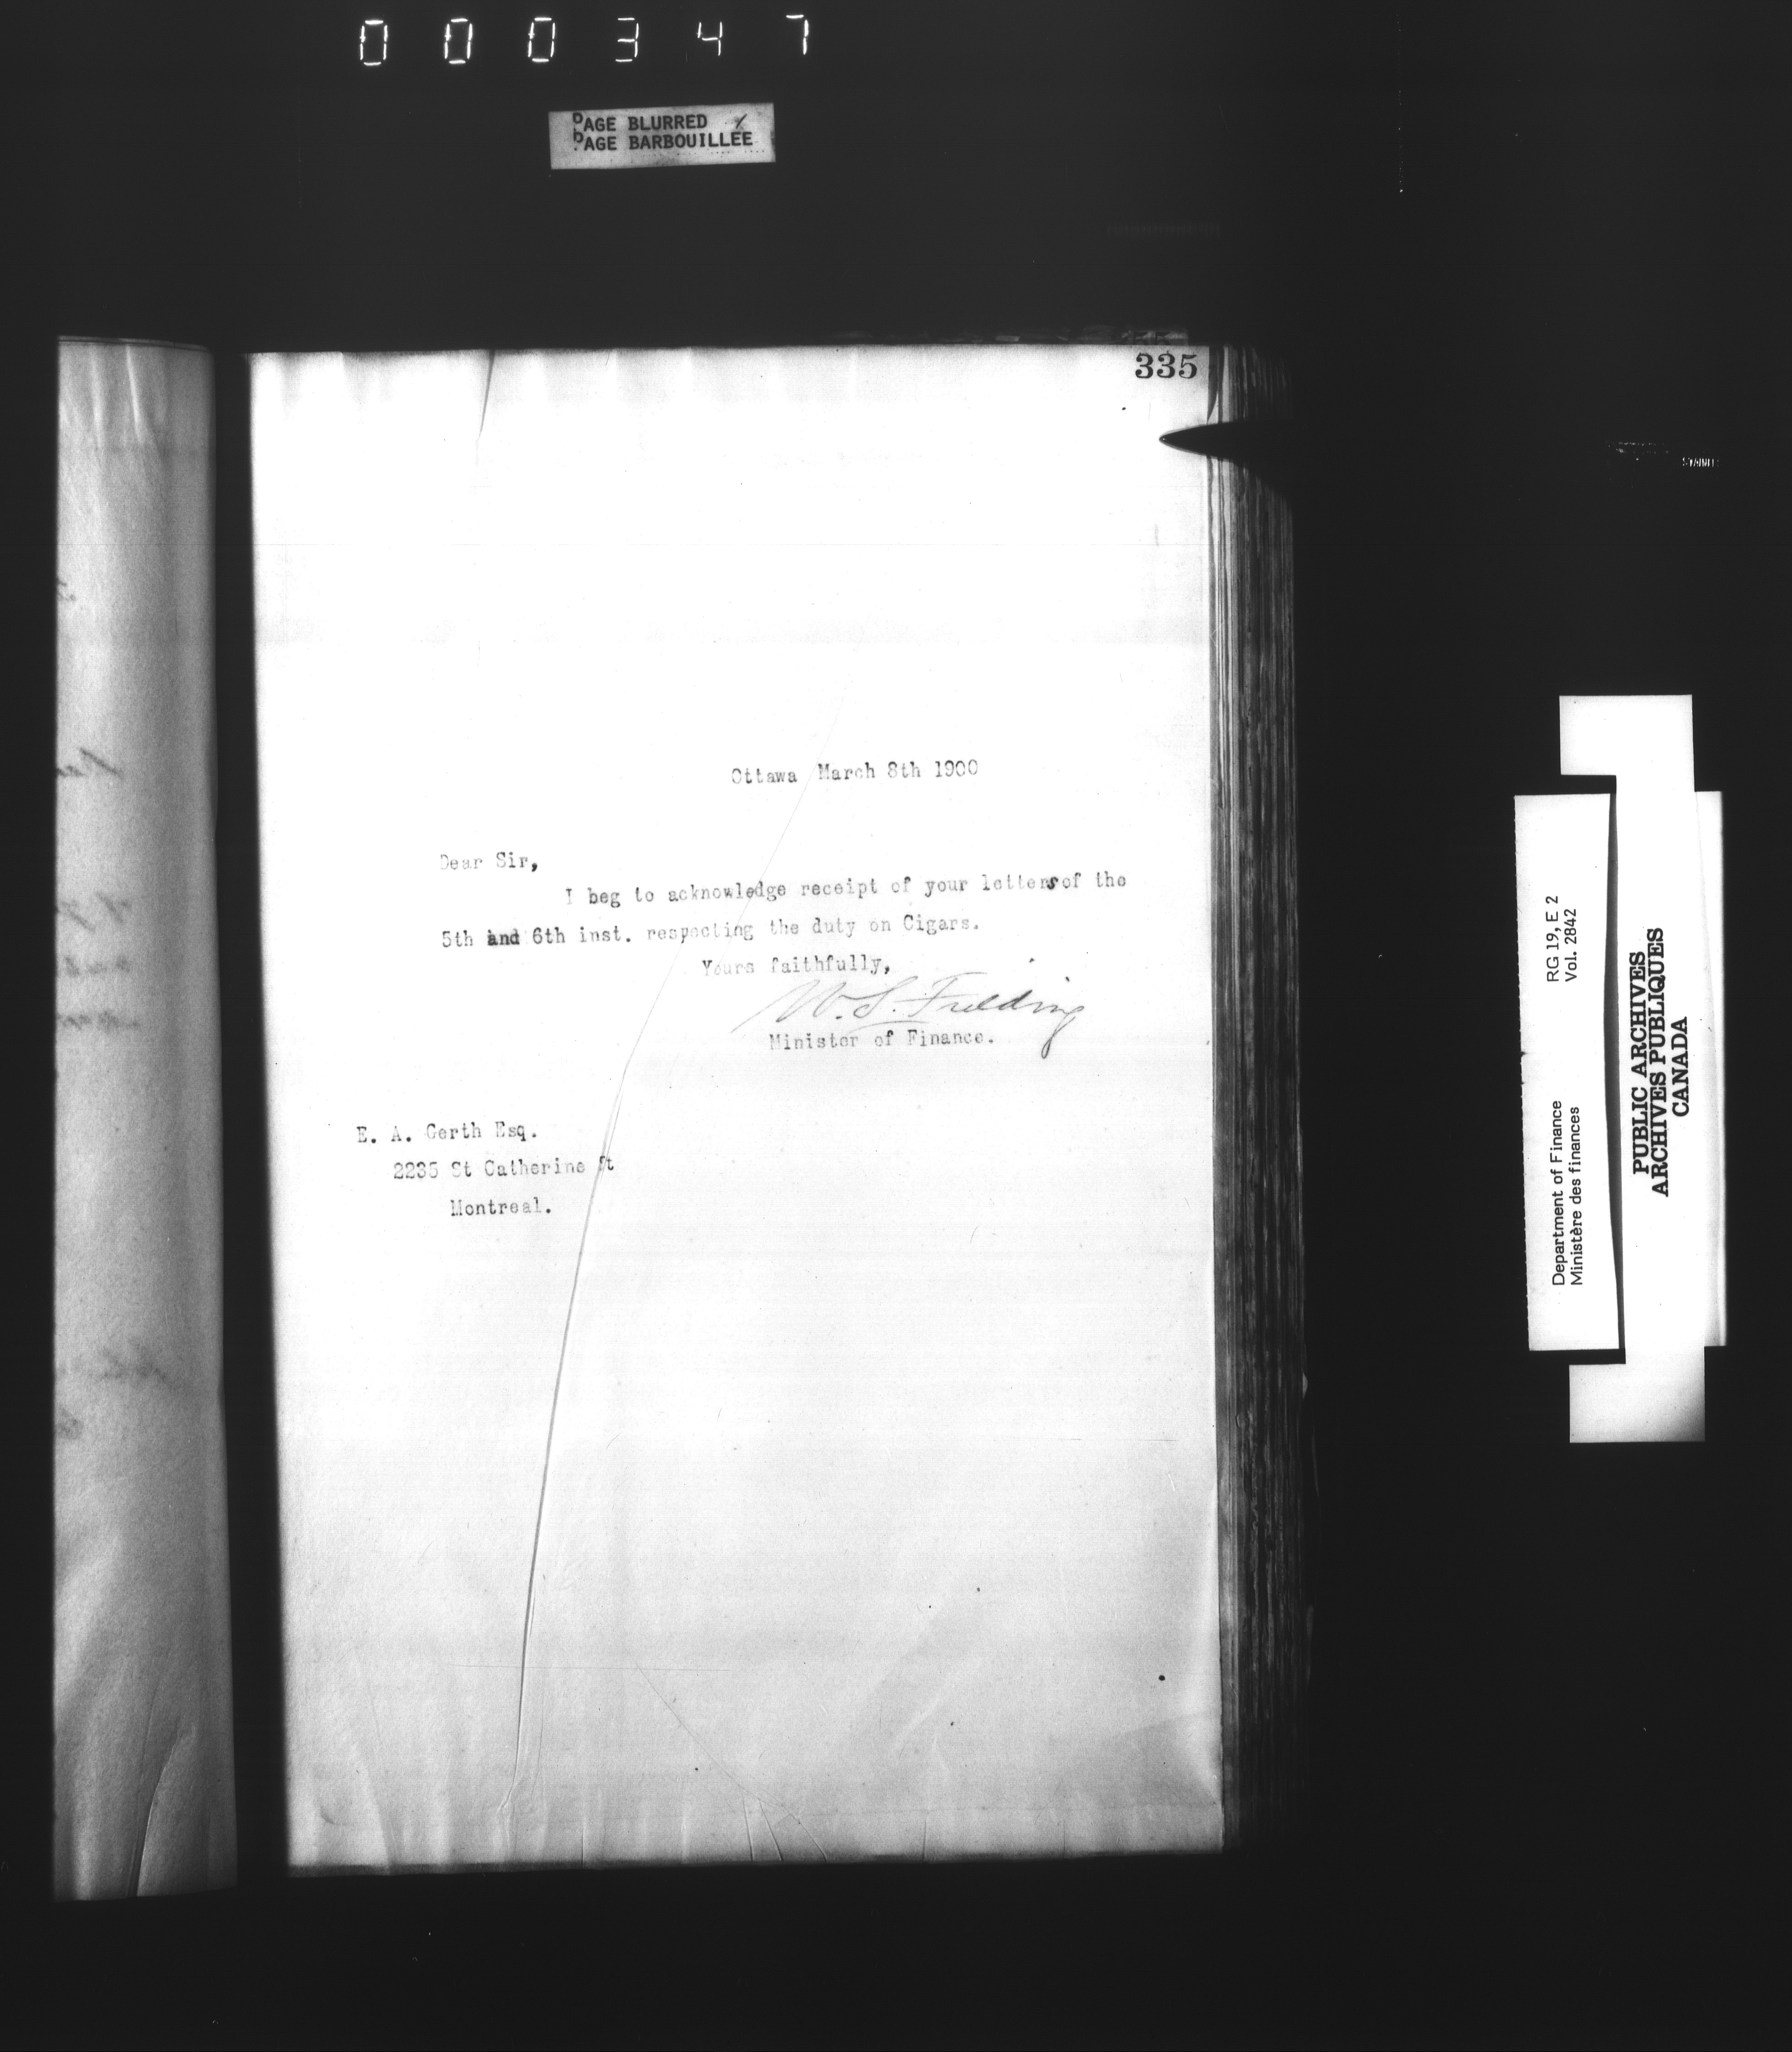 000347
PAGE BLURRED
PAGE BARBOUILLÉE
335
Ottawa March 8th 1900
Dear Sir,
I beg to acknowledge receipt of your letters of the
5th and 6th inst. respecting the duty on Cigars.
Yours faithfully,
W. S. Fielding
Minister of Finance.
E. A. Gerth Esq.
2235 St Catherine St
Montreal.
RG 19, E 2
Vol. 2842
Department of Finance
Ministère des finances
PUBLIC ARCHIVES
ARCHIVES PUBLIQUES
CANADA